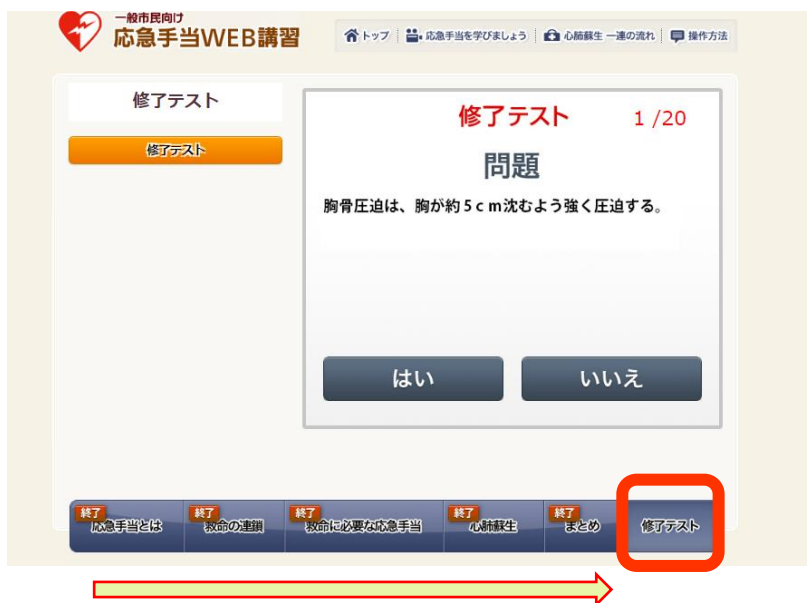 一般市民向け
応急手当WEB講習
トップ
応急手当を学びましょう
心肺蘇生 一連の流れ
操作方法
修了テスト
修了テスト
修了テスト 1 /20
問題
胸骨圧迫は、胸が約5cm沈むよう強く圧迫する。
はい
いいえ
終了
応急手当とは
終了
救命の連鎖
終了
救命に必要な応急手当
終了
心肺蘇生
終了
まとめ
修了テスト